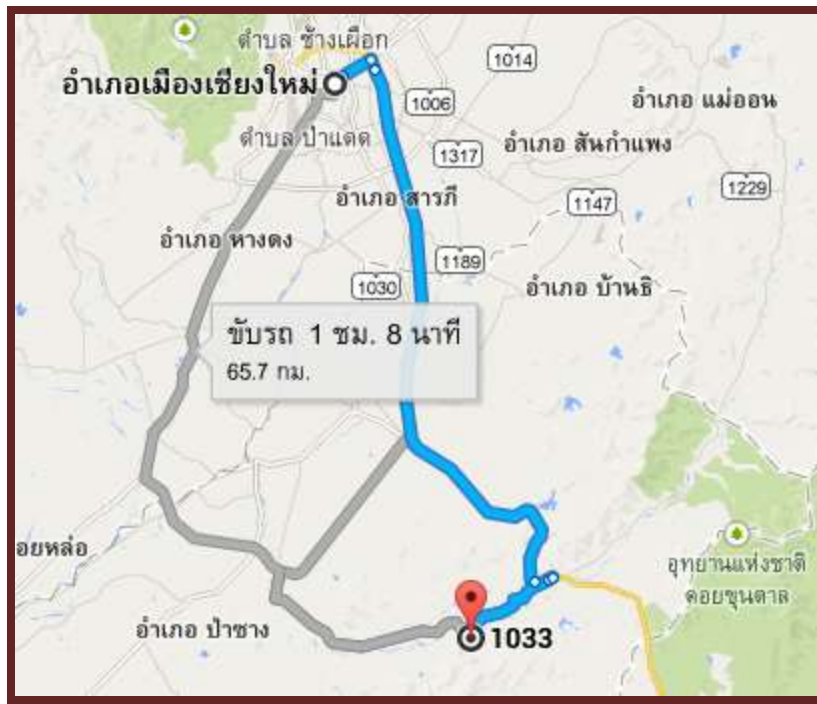 ตำบล ช้างเผือก
1014
อำเภอเมืองเชียงใหม่
1006
อำเภอ แม่ออน
ตำบล ป่าแดด
1317
อำเภอ สันกำแพง
อำเภอ สารภี
1229
1147
อำเภอ หางดง
1189
1030
อำเภอ บ้านธิ
ขับรถ 1 ชม. 8 นาที
65.7 กม.
อยหล่อ
อุทยานแห่งชาติ
ดอยขุนตาล
อำเภอ ป่าซาง
1033